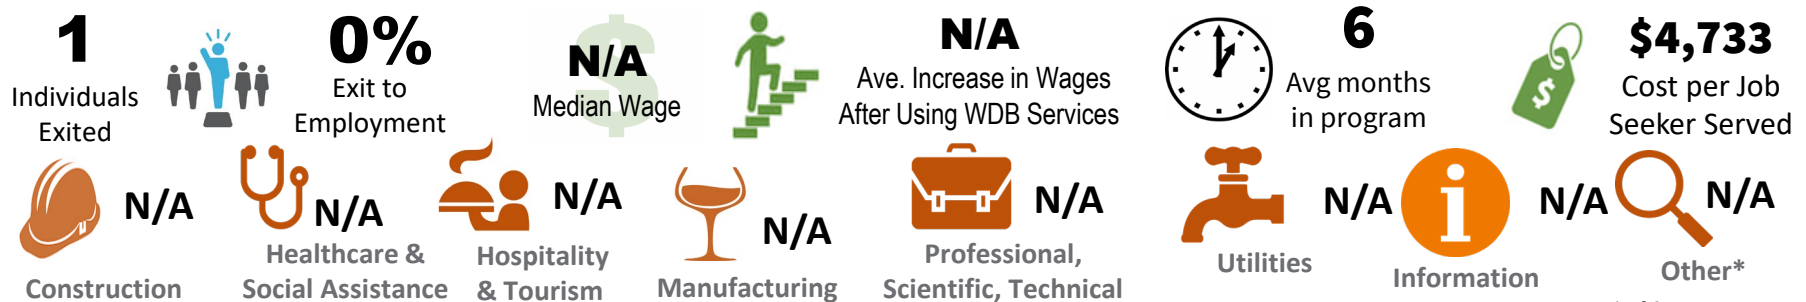 1
Individuals
Exited
0%
Exit to
Employment
N/A
Median Wage
N/A
Ave. Increase in Wages
After Using WDB Services
6
Avg months
in program
$
$4,733
Cost per Job
Seeker Served
N/A
Construction
N/A
Healthcare &
Social Assistance
N/A
Hospitality
& Tourism
N/A
Manufacturing
N/A
Professional,
Scientific, Technical
N/A
Utilities
i
N/A
Information
N/A
Other*